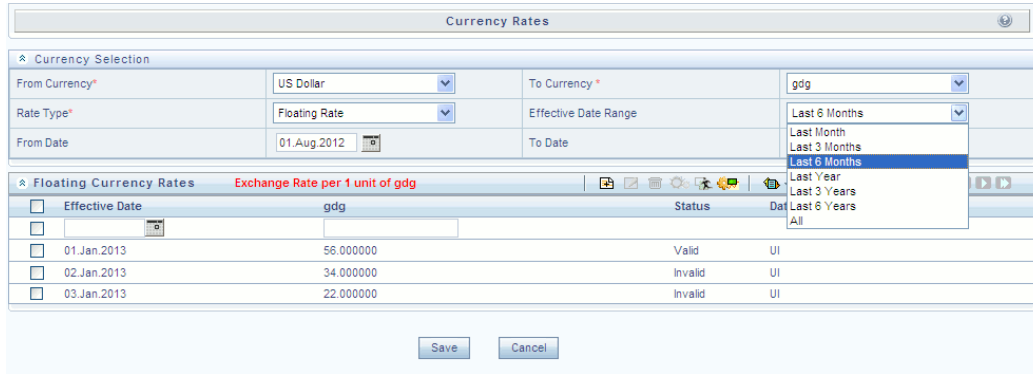 Currency Rates
Currency Selection
From Currency* US Dollar To Currency * gdg
Rate Type* Floating Rate Effective Date Range Last 6 Months
From Date 01.Aug.2012 To Date
Last Month
Last 3 Months
Last 6 Months
Last Year
Last 3 Years
Last 6 Years
All
Floating Currency Rates Exchange Rate per 1 unit of gdg
Effective Date gdg Status Dat
01.Jan.2013 56.000000 Valid UI
02.Jan.2013 34.000000 Invalid UI
03.Jan.2013 22.000000 Invalid UI
Save Cancel